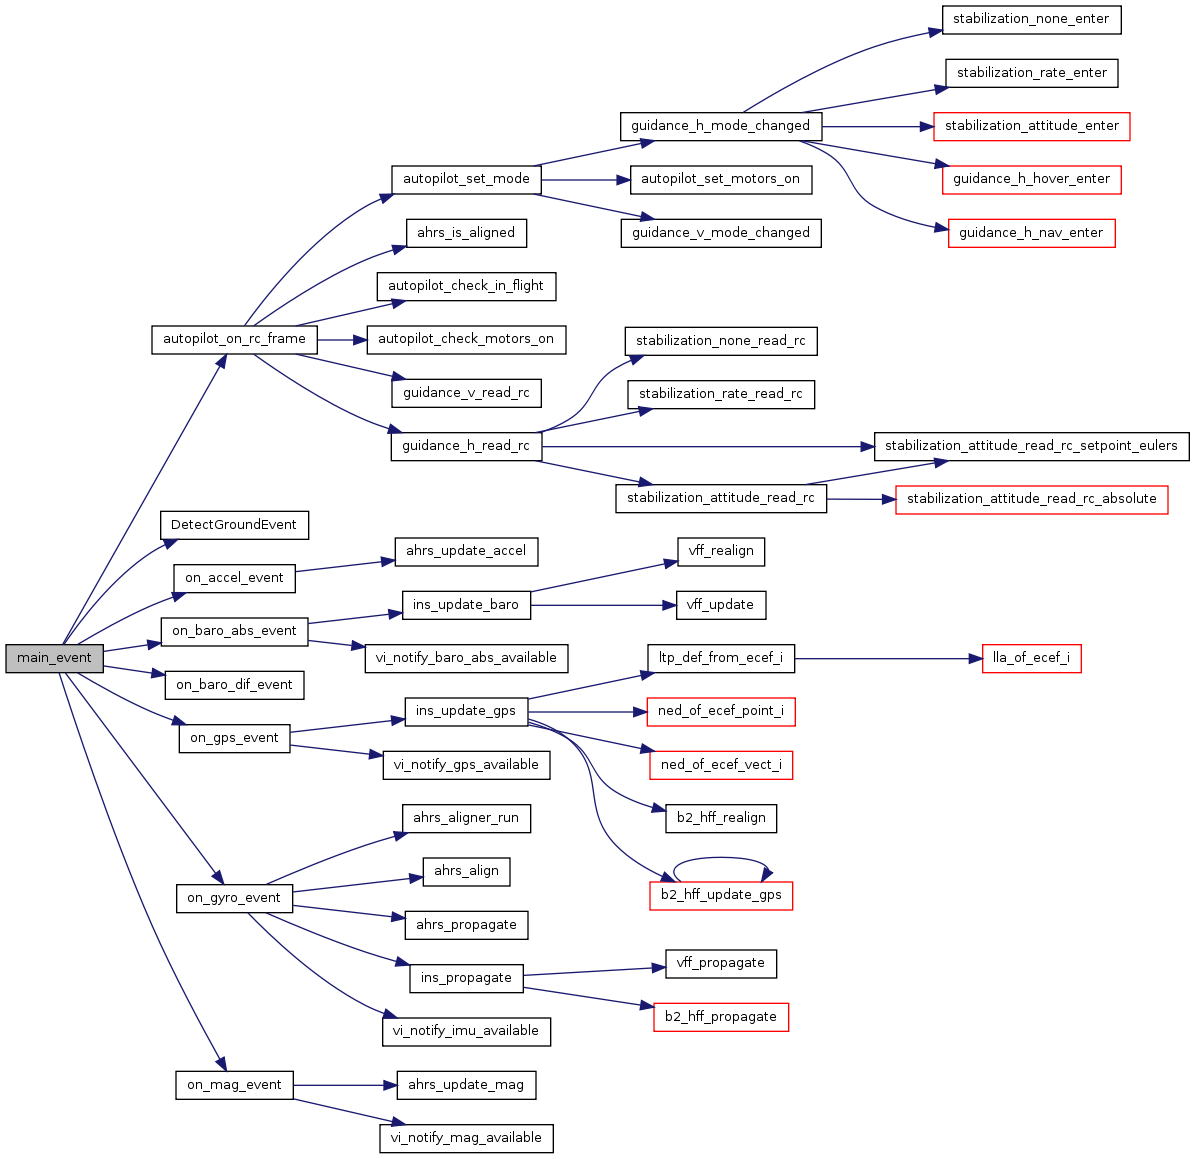 stabilization_none_enter
stabilization_rate_enter
guidance_h_mode_changed
stabilization_attitude_enter
autopilot_set_mode
autopilot_set_motors_on
guidance_h_hover_enter
ahrs_is_aligned
guidance_v_mode_changed
guidance_h_nav_enter
autopilot_check_in_flight
autopilot_on_rc_frame
autopilot_check_motors_on
stabilization_none_read_rc
guidance_v_read_rc
stabilization_rate_read_rc
guidance_h_read_rc
stabilization_attitude_read_rc_setpoint_eulers
stabilization_attitude_read_rc
stabilization_attitude_read_rc_absolute
DetectGroundEvent
ahrs_update_accel
vff_realign
on_accel_event
ins_update_baro
vff_update
on_baro_abs_event
main_event
vi_notify_baro_abs_available
ltp_def_from_ecef_i
lla_of_ecef_i
on_baro_dif_event
ins_update_gps
ned_of_ecef_point_i
on_gps_event
vi_notify_gps_available
ned_of_ecef_vect_i
ahrs_aligner_run
b2_hff_realign
ahrs_align
on_gyro_event
b2_hff_update_gps
ahrs_propagate
ins_propagate
vff_propagate
vi_notify_imu_available
b2_hff_propagate
on_mag_event
ahrs_update_mag
vi_notify_mag_available